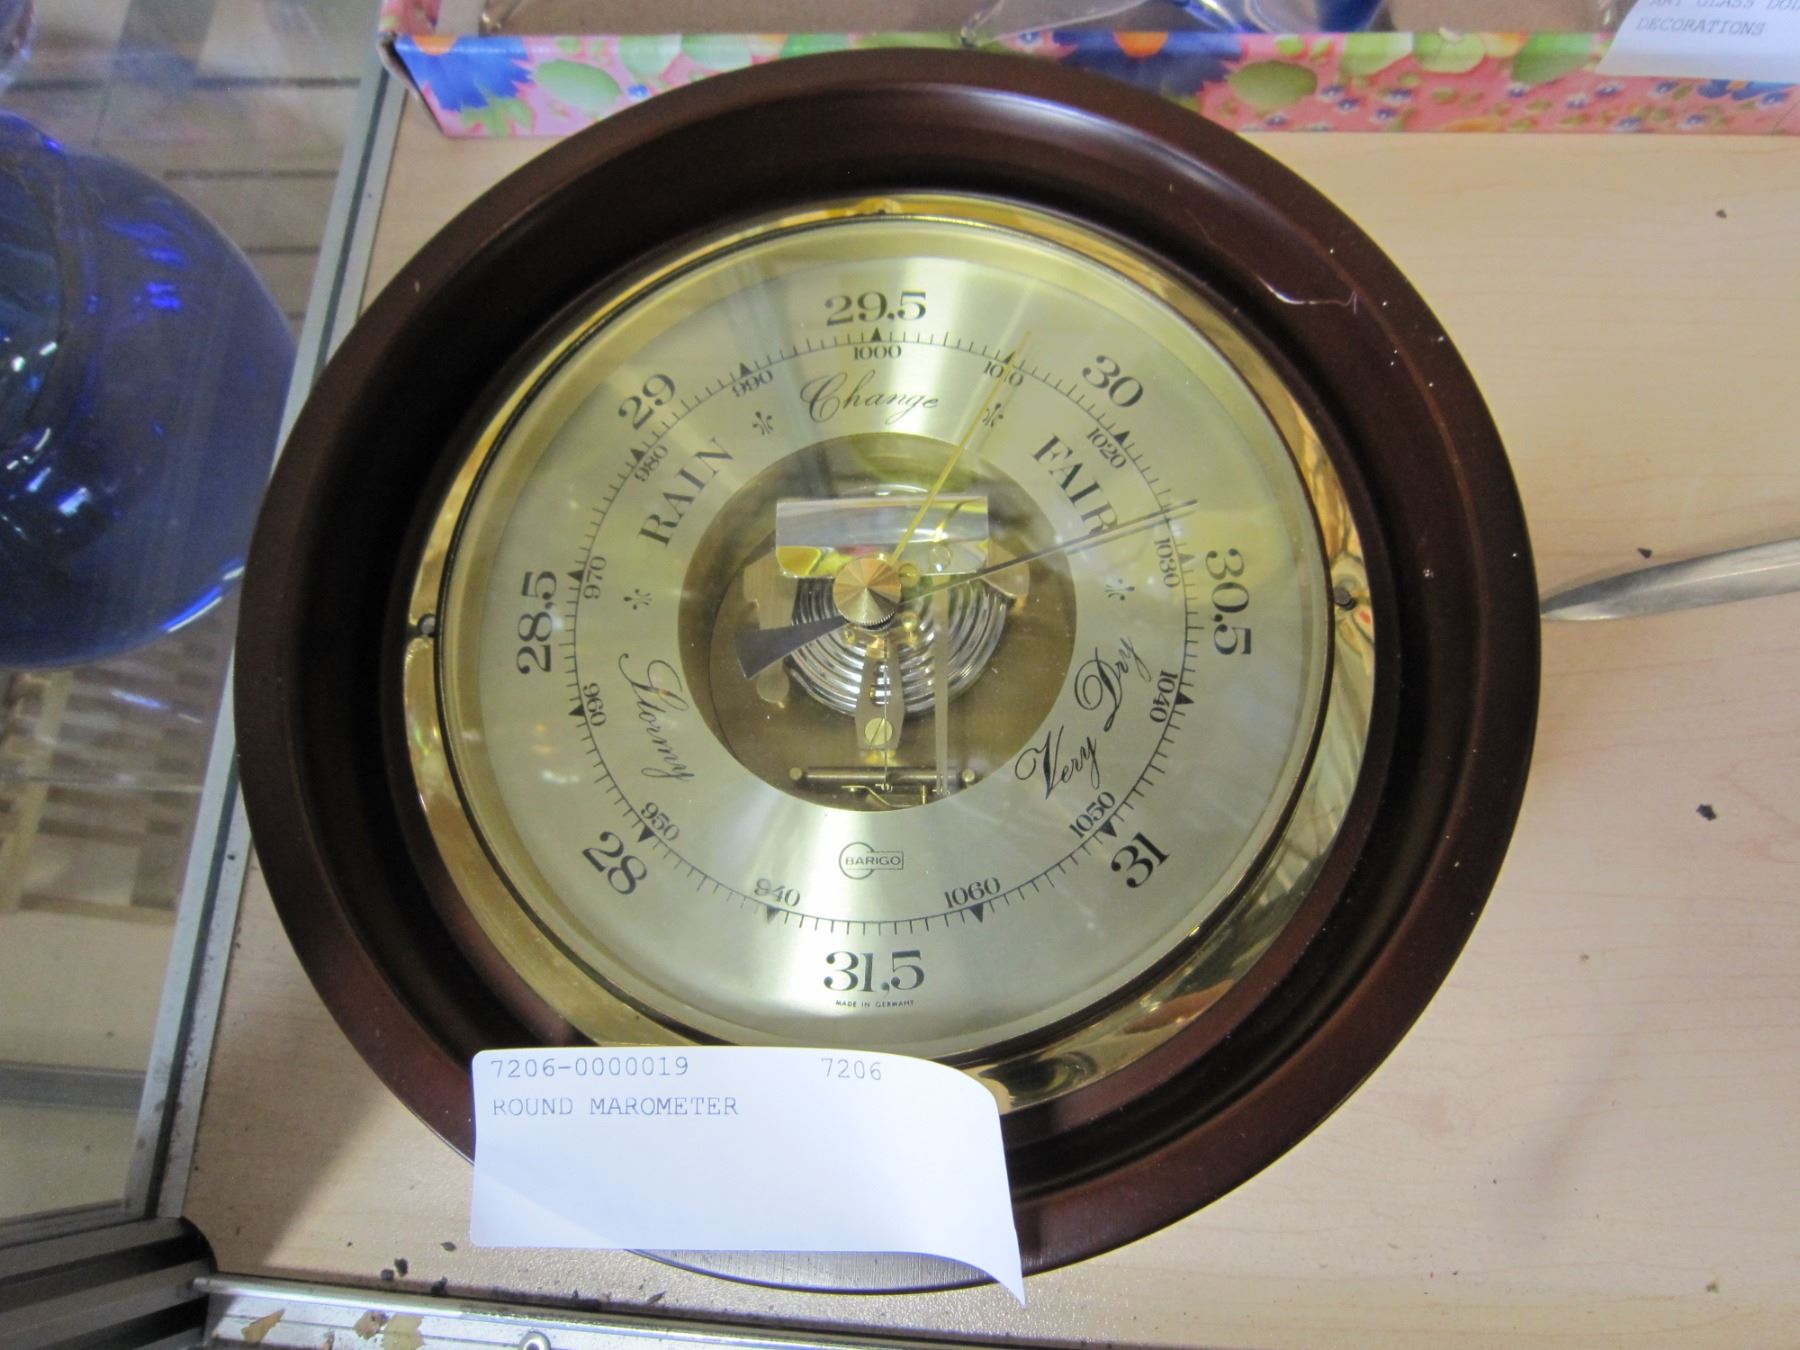 ART GLASS
DECORATIONS
29,5
1000
Change
990
29
980
RAIN
970
28,5
960
Stormy
950
28
940
1010
30
1020
FAIR
1030
30,5
1040
Very Dry
1050
31
1060
BARIGO
31,5
MADE IN GERMANY
7206-0000019 7206
ROUND MAROMETER